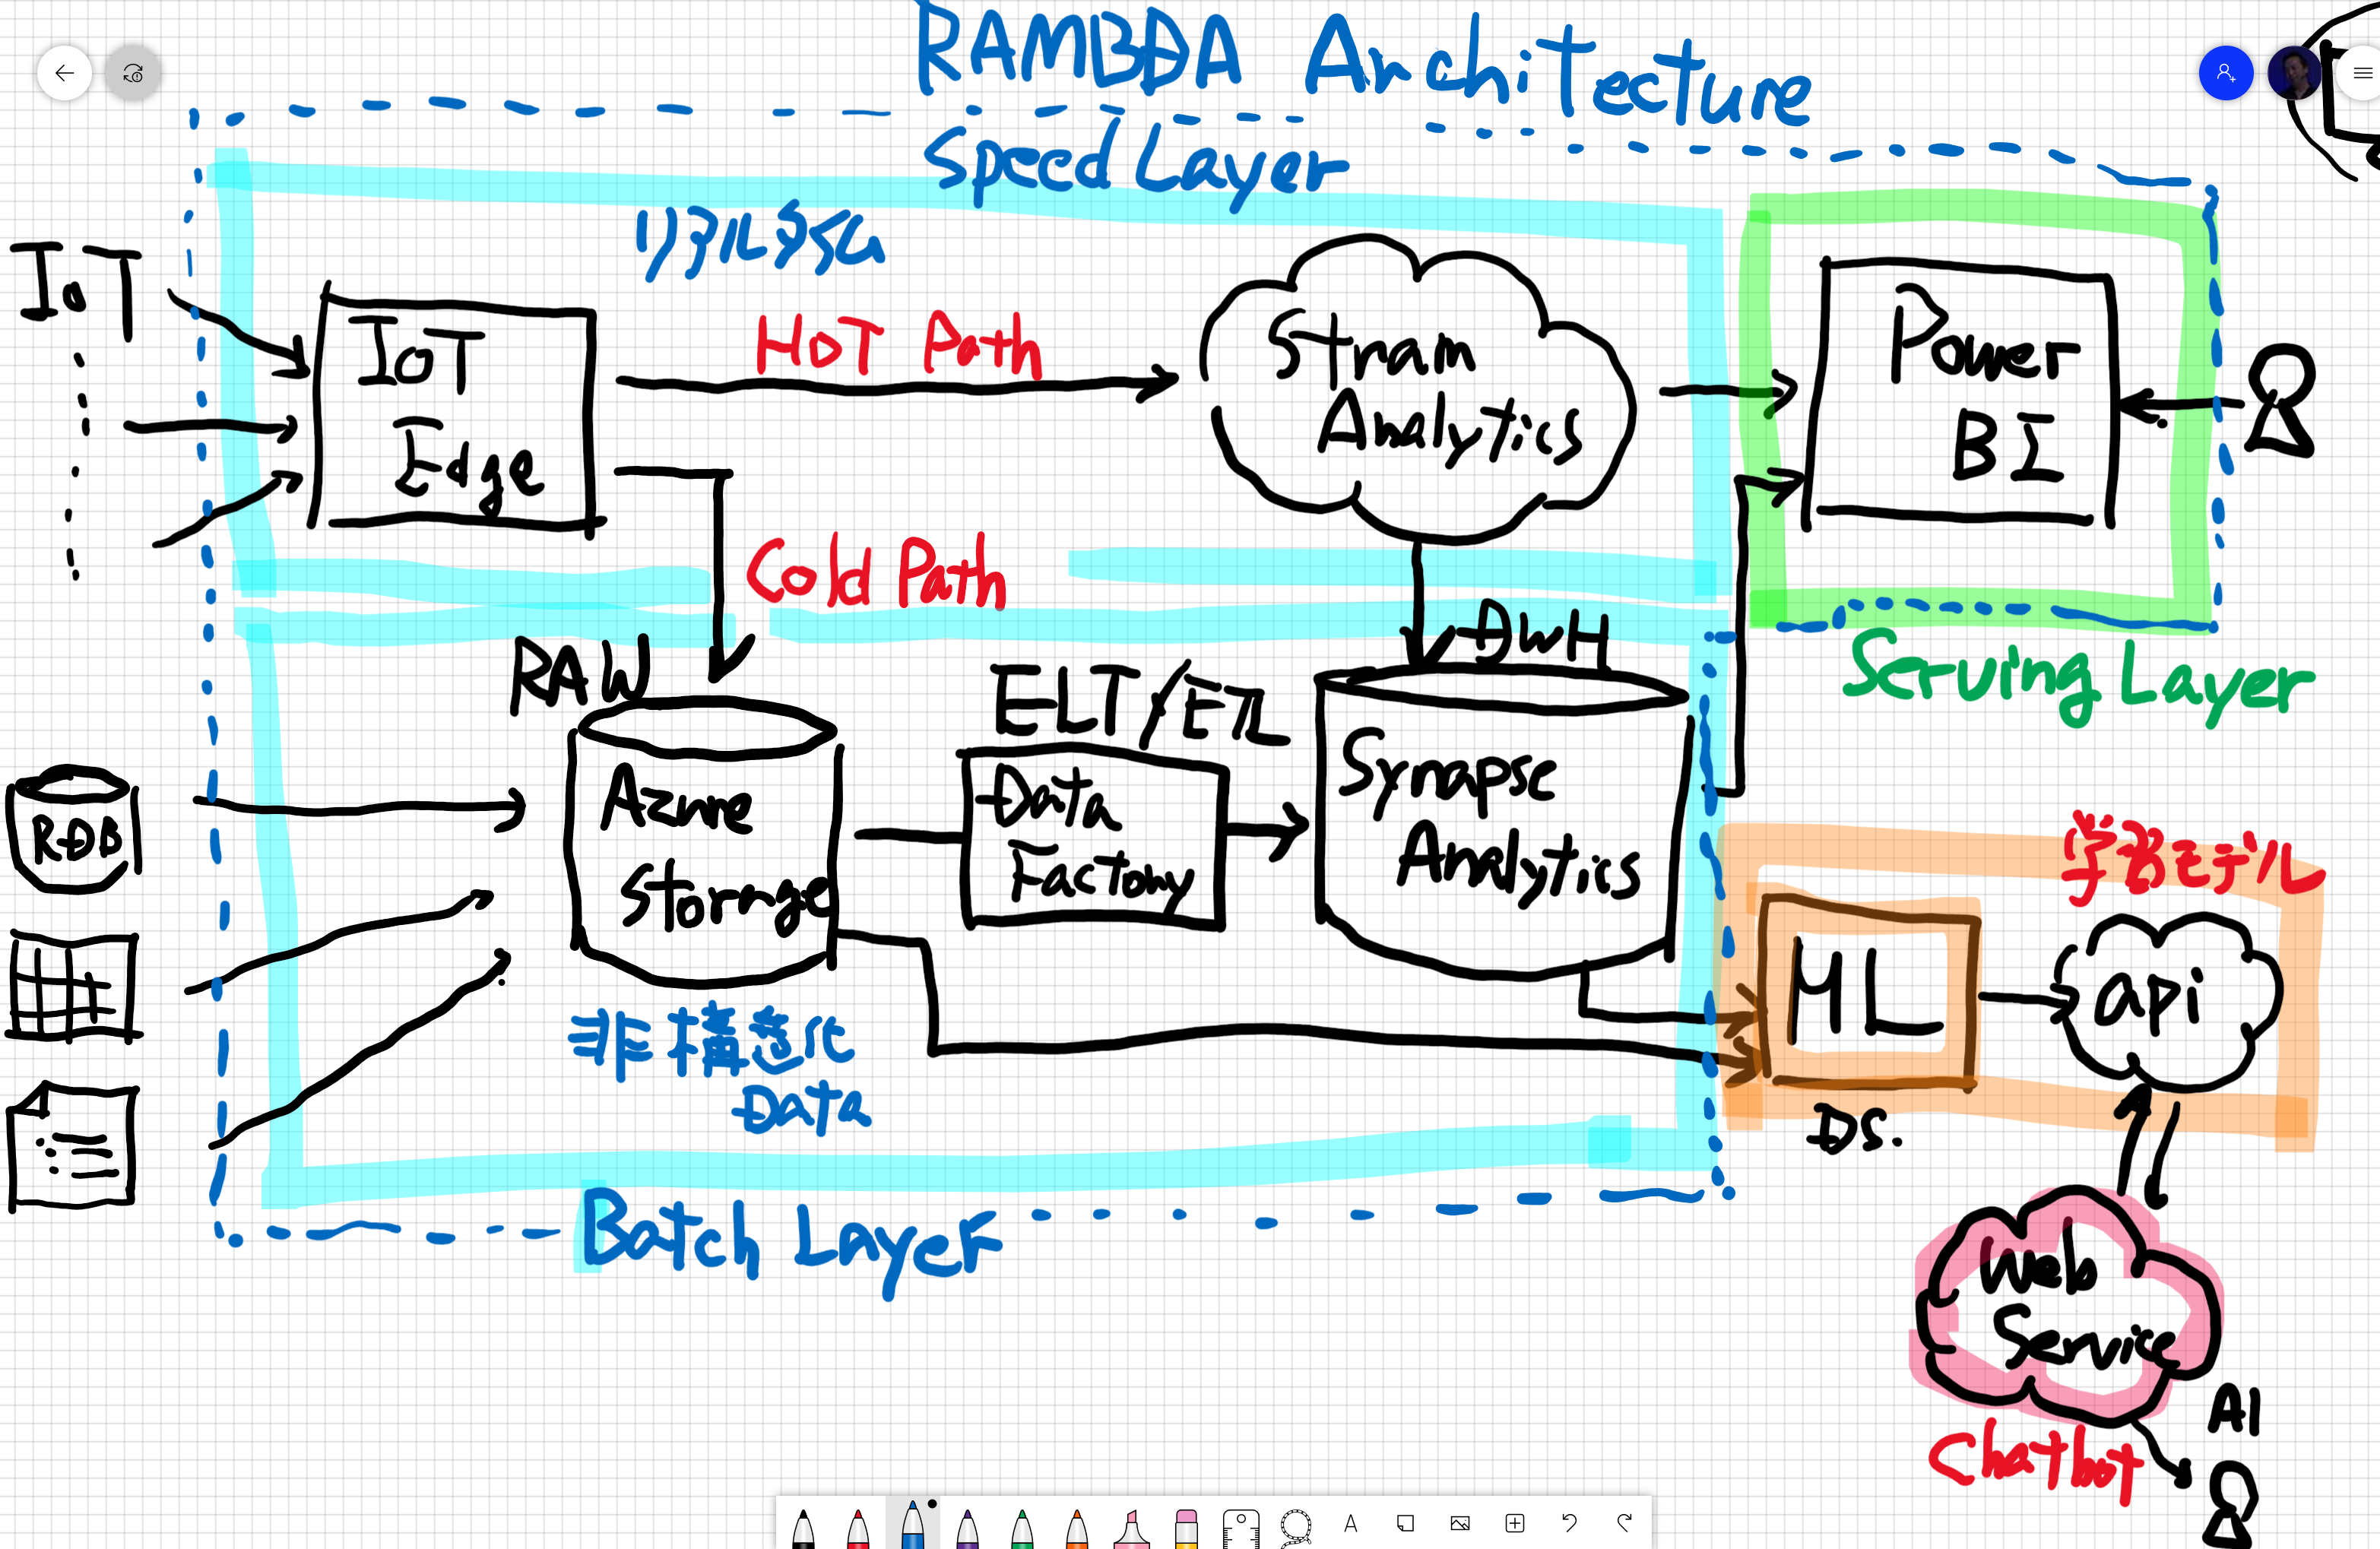 RAMBDA Architecture
Speed Layer
リアルタイム
IoT
IoT
Edge
HOT Path
Stram
Analytics
Power
BI
Cold Path
DWH
Serving Layer
RAW
ELT/ETL
Azure
Storage
Data
Factory
Synapse
Analytics
RDB
学習モデル
ML
api
非構造化
Data
DS.
Batch Layer
Web
Service
AI
Chatbot
A